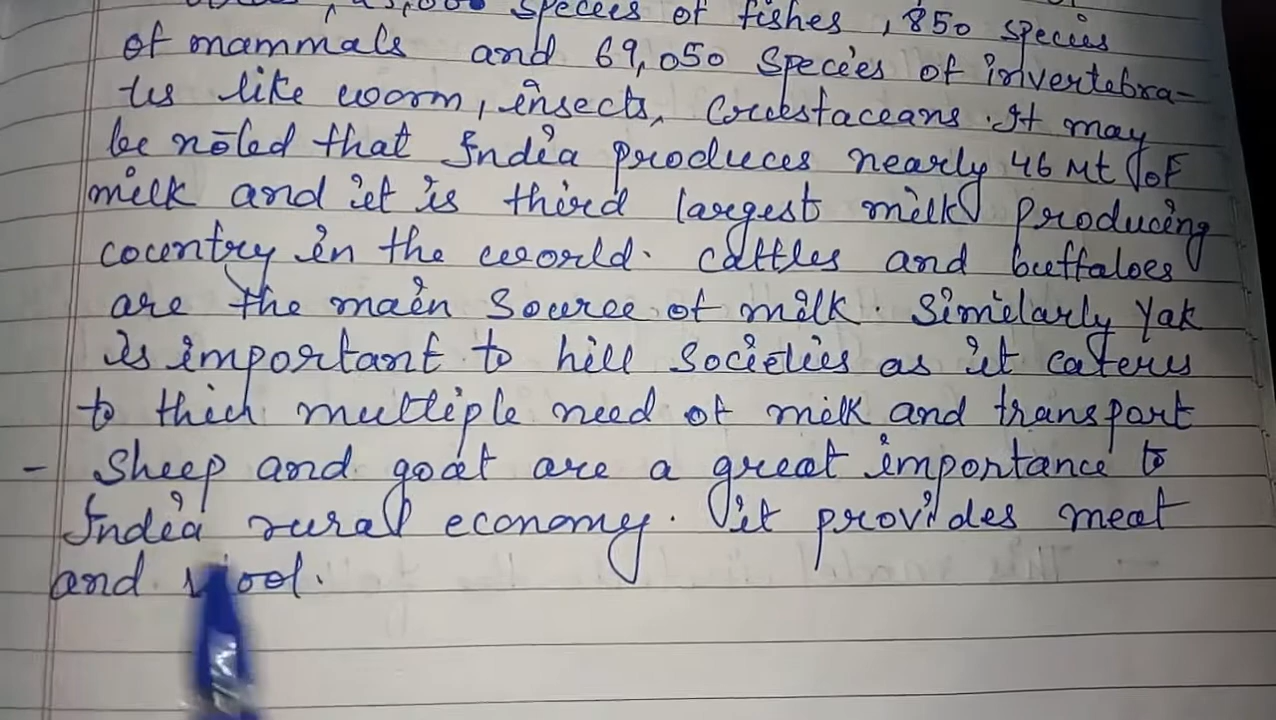 species of fishes, 850 species
of mammals and 69,050 Species of invertebra-
tes like worm, insects, Crustaceans. It may
be noted that India produces nearly 46 Mt of
milk and it is third largest milk Producing
country in the world. Cattles and buffaloes
are the main Source of milk. Similarly Yak
is important to hill Societies as it caters
to their multiple need of milk and transport
- Sheep and goat are a great importance to
India rural economy. it provides meat
and wool.